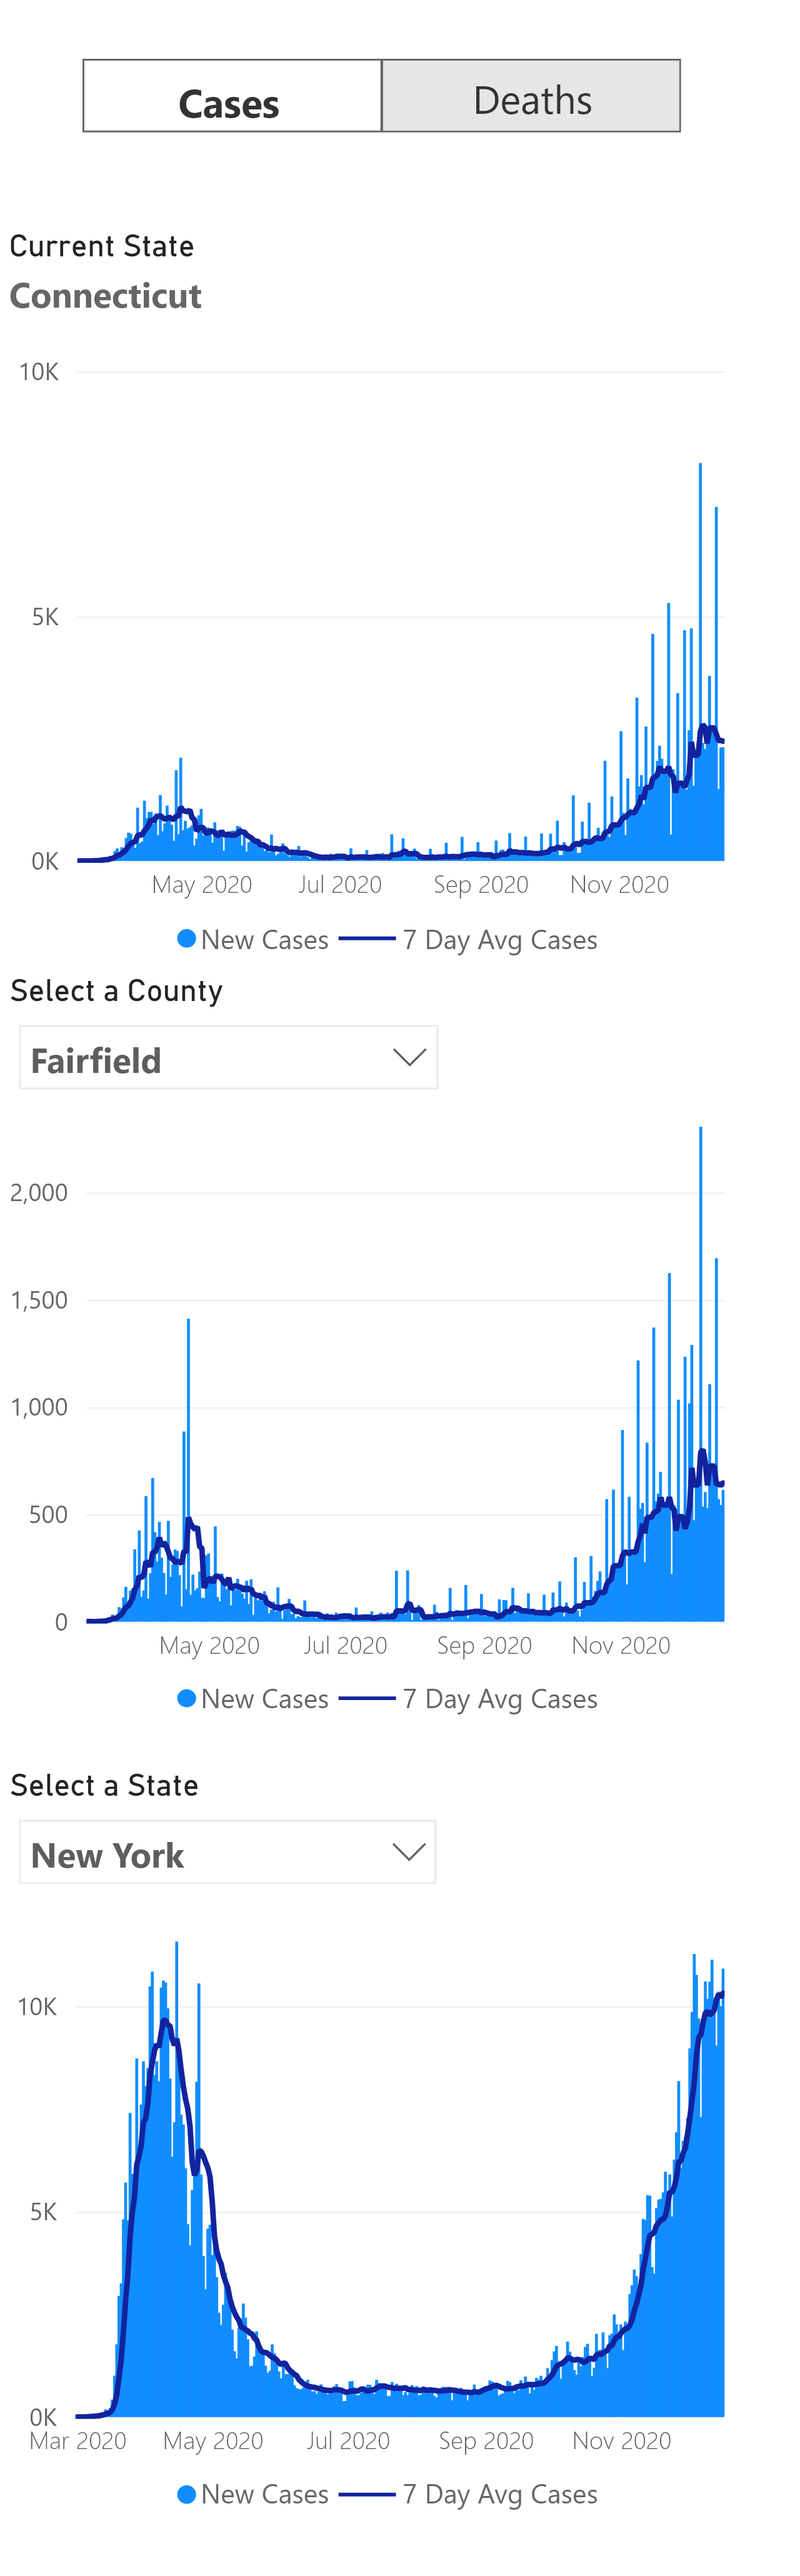 Cases Deaths
Current State
Connecticut
10K
5K
0K
May 2020 Jul 2020 Sep 2020 Nov 2020
New Cases 7 Day Avg Cases
Select a County
Fairfield
2,000
1,500
1,000
500
0
May 2020 Jul 2020 Sep 2020 Nov 2020
New Cases 7 Day Avg Cases
Select a State
New York
10K
5K
0K
Mar 2020 May 2020 Jul 2020 Sep 2020 Nov 2020
New Cases 7 Day Avg Cases